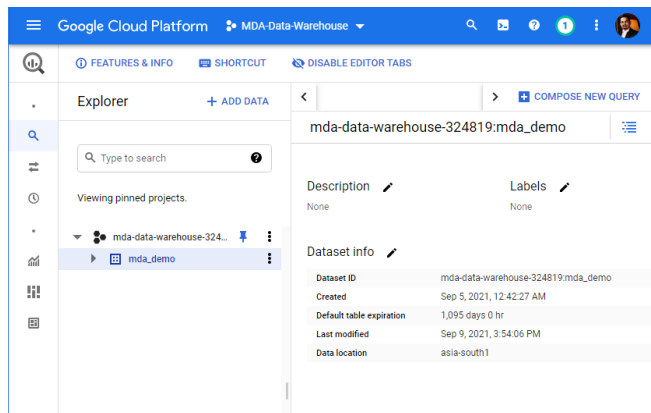 Google Cloud Platform MDA-Data-Warehouse 1
FEATURES & INFO SHORTCUT DISABLE EDITOR TABS
Explorer + ADD DATA COMPOSE NEW QUERY
mda-data-warehouse-324819:mda_demo
Type to search
Viewing pinned projects.
mda-data-warehouse-324...
mda_demo
Description Labels
None None
Dataset info
Dataset ID mda-data-warehouse-324819:mda_demo
Created Sep 5, 2021, 12:42:27 AM
Default table expiration 1,095 days 0 hr
Last modified Sep 9, 2021, 3:54:06 PM
Data location asia-south1